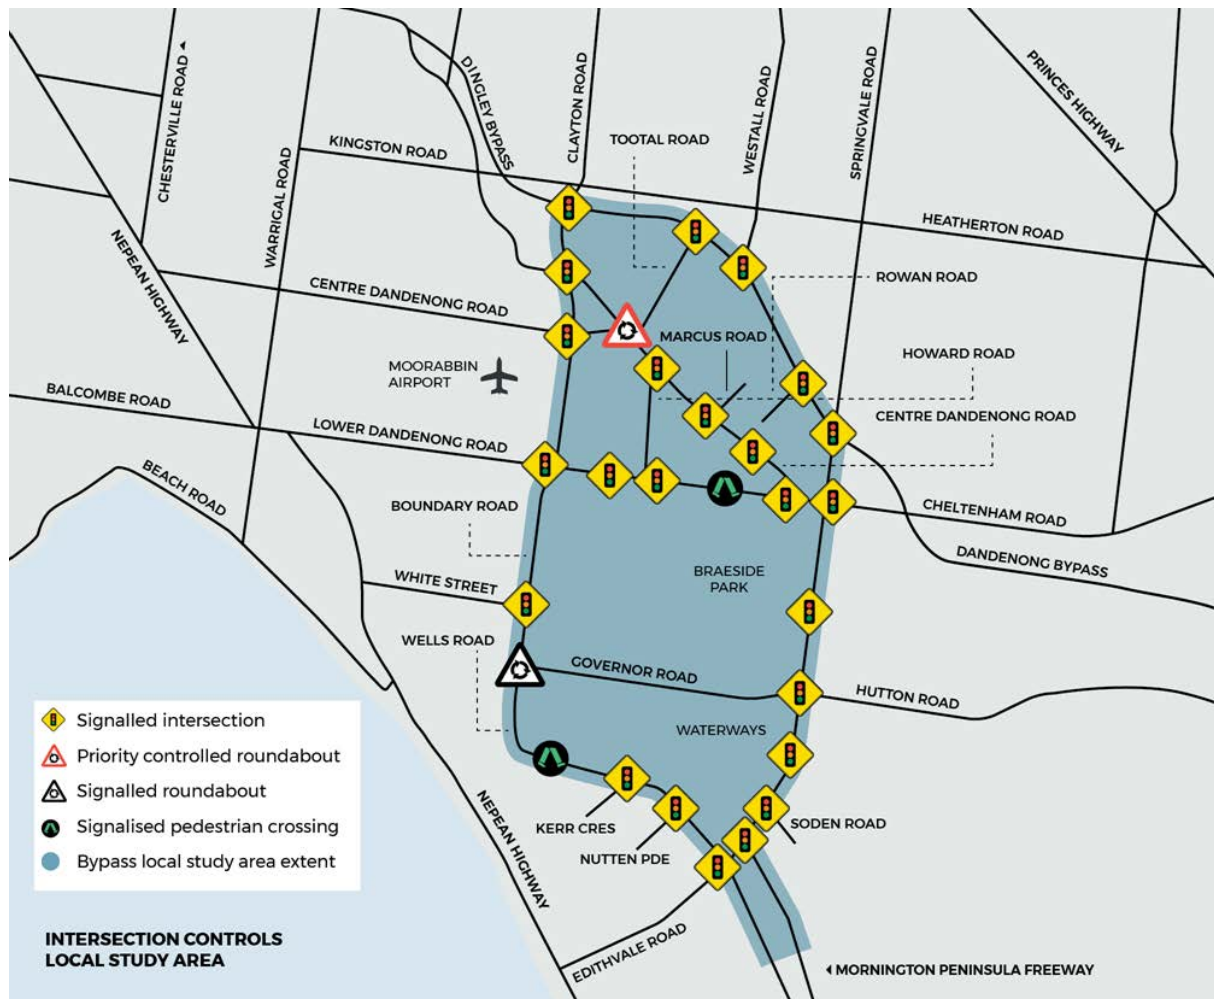 CHESTERVILLE ROAD
DINGLEY BYPASS
CLAYTON ROAD
WESTALL ROAD
SPRINGVALE ROAD
PRINCES HIGHWAY
TOOTAL ROAD
KINGSTON ROAD
WARRIGAL ROAD
HEATHERTON ROAD
NEPEAN HIGHWAY
CENTRE DANDENONG ROAD
ROWAN ROAD
MARCUS ROAD
HOWARD ROAD
MOORABBIN
AIRPORT
BALCOMBE ROAD
LOWER DANDENONG ROAD
CENTRE DANDENONG ROAD
BEACH ROAD
BOUNDARY ROAD
CHELTENHAM ROAD
DANDENONG BYPASS
WHITE STREET
BRAESIDE
PARK
WELLS ROAD
GOVERNOR ROAD
HUTTON ROAD
WATERWAYS
Signalled intersection
Priority controlled roundabout
Signalled roundabout
Signalised pedestrian crossing
Bypass local study area extent
NEPEAN HIGHWAY
KERR CRES
NUTTEN PDE
SODEN ROAD
EDITHVALE ROAD
MORNINGTON PENINSULA FREEWAY
INTERSECTION CONTROLS
LOCAL STUDY AREA